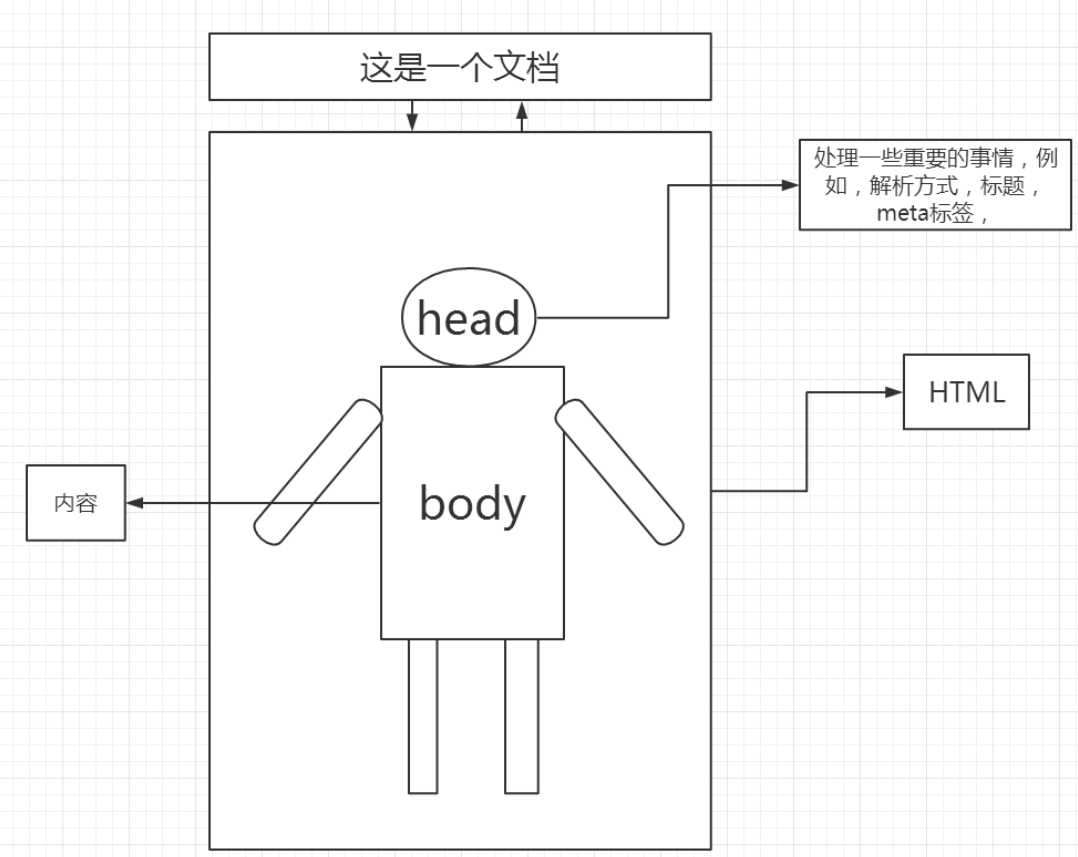 这是一个文档
处理一些重要的事情，例
如，解析方式，标题，
meta标签，
head
HTML
body
内容